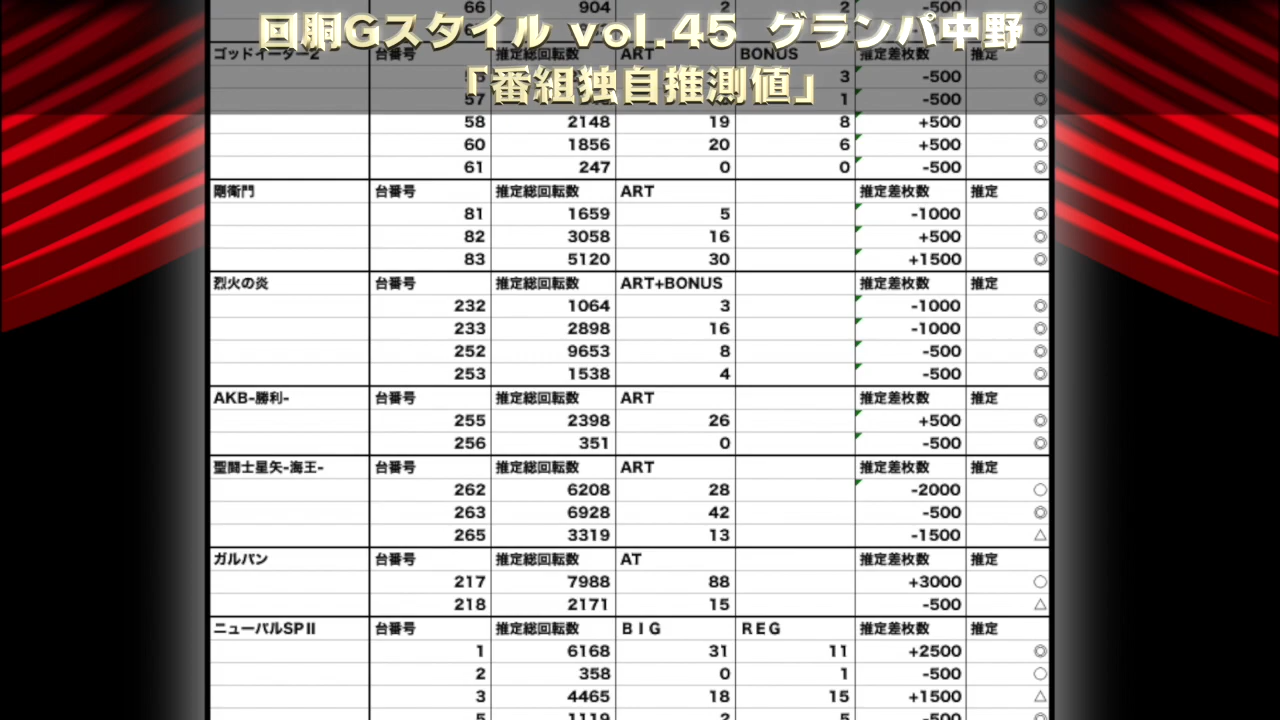 66 904 2 2 -500 ◎
回胴Gスタイル vol.45 グランパ中野
ゴッドイーター2 台番号 推定総回転数 ART BONUS 推定差枚数 推定
3 -500 ◎
「番組独自推測値」
57 1 -500 ◎
58 2148 19 8 +500 ◎
60 1856 20 6 +500 ◎
61 247 0 0 -500 ◎
剛衛門 台番号 推定総回転数 ART 推定差枚数 推定
81 1659 5 -1000 ◎
82 3058 16 +500 ◎
83 5120 30 +1500 ◎
烈火の炎 台番号 推定総回転数 ART+BONUS 推定差枚数 推定
232 1064 3 -1000 ◎
233 2898 16 -1000 ◎
252 9653 8 -500 ◎
253 1538 4 -500 ◎
AKB-勝利- 台番号 推定総回転数 ART 推定差枚数 推定
255 2398 26 +500 ◎
256 351 0 -500 ◎
聖闘士星矢-海王- 台番号 推定総回転数 ART 推定差枚数 推定
262 6208 28 -2000 ○
263 6928 42 -500 ◎
265 3319 13 -1500 △
ガルパン 台番号 推定総回転数 AT 推定差枚数 推定
217 7988 88 +3000 ○
218 2171 15 -500 △
ニューパルSPⅡ 台番号 推定総回転数 BIG REG 推定差枚数 推定
1 6168 31 11 +2500 ◎
2 358 0 1 -500 ○
3 4465 18 15 +1500 △
5 1119 2 5 -500 ◎